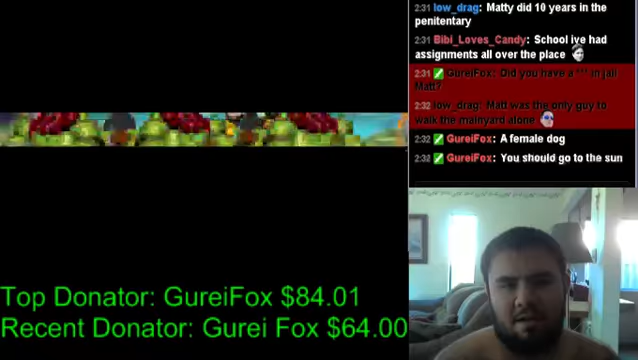 2:31 low_drag: Matty did 10 years in the
penitentary
2:31 Bibi_Loves_Candy: School ive had
assignments all over the place
2:31 GureiFox: Did you have a *** in jail
Matt?
2:32 low_drag: Matt was the only guy to
walk the mainyard alone
2:32 GureiFox: A female dog
2:32 GureiFox: You should go to the sun
Top Donator: GureiFox $84.01
Recent Donator: Gurei Fox $64.00